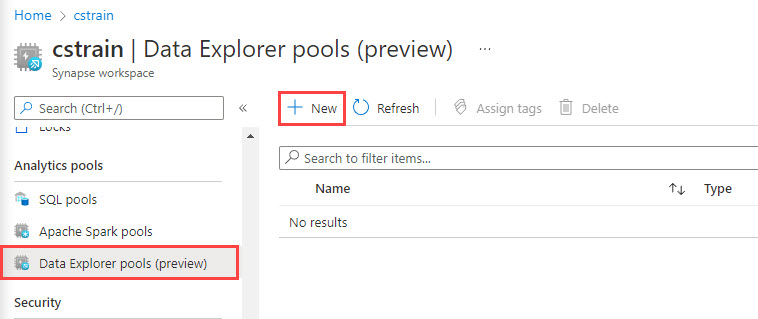 Home > cstrain
cstrain | Data Explorer pools (preview) ...
Synapse workspace
Search (Ctrl+/) «
New Refresh Assign tags Delete
Locks
Search to filter items...
Analytics pools
Name ↑↓ Type
SQL pools
No results
Apache Spark pools
Data Explorer pools (preview)
Security